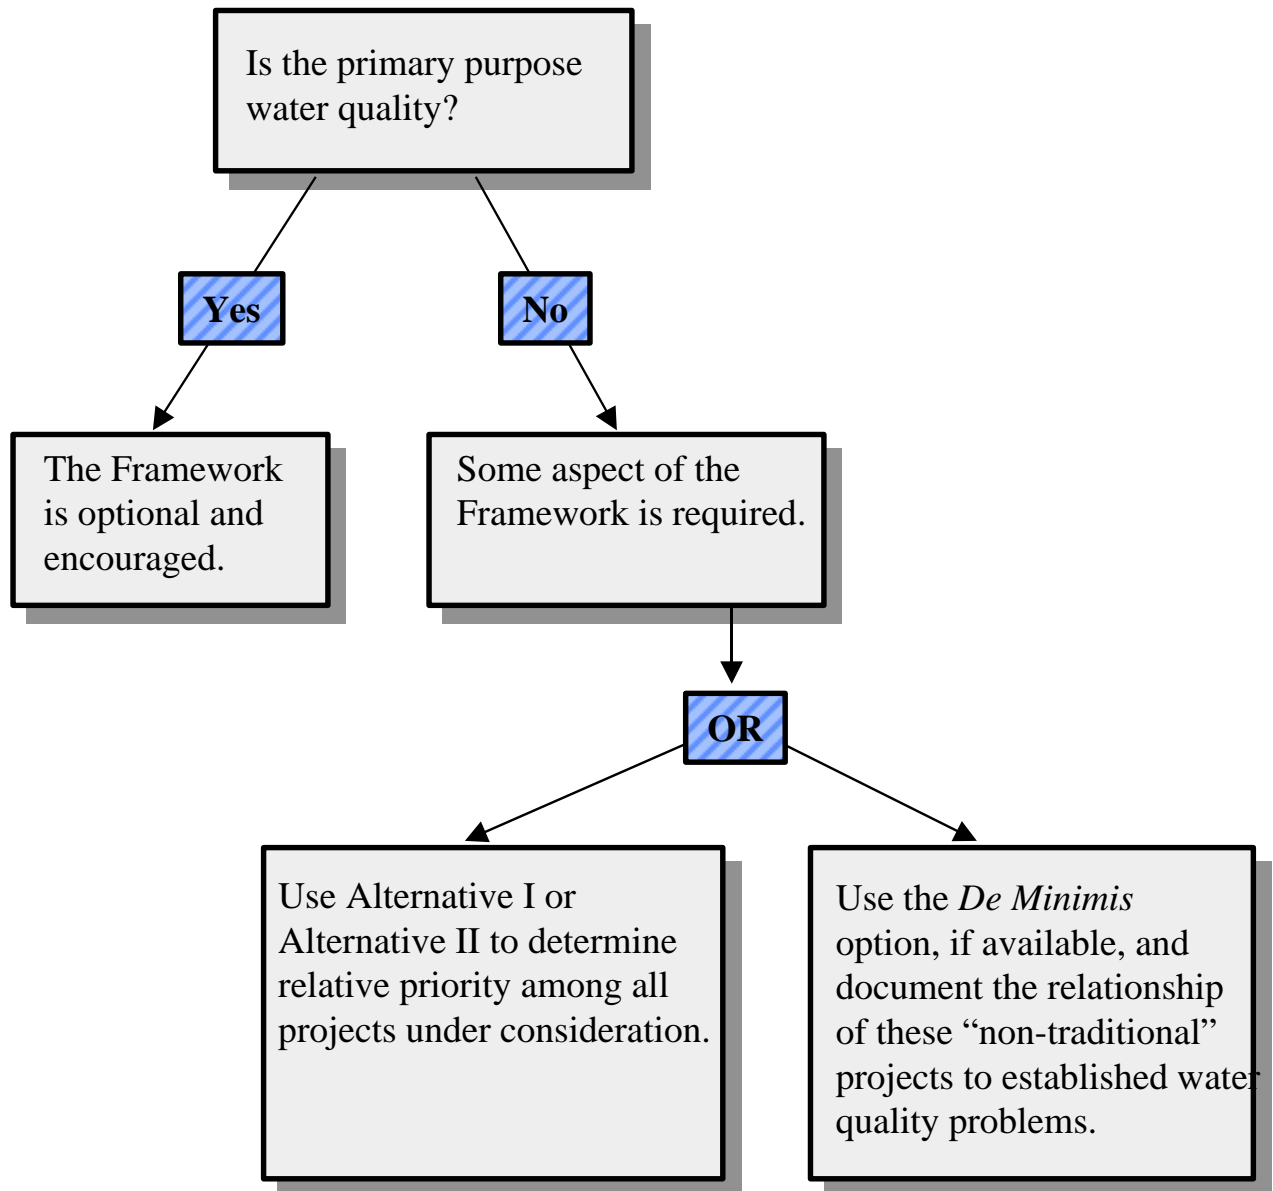 Is the primary purpose
water quality?
Yes
No
The Framework
is optional and
encouraged.
Some aspect of the
Framework is required.
OR
Use Alternative I or
Alternative II to determine
relative priority among all
projects under consideration.
Use the De Minimis
option, if available, and
document the relationship
of these “non-traditional”
projects to established water
quality problems.